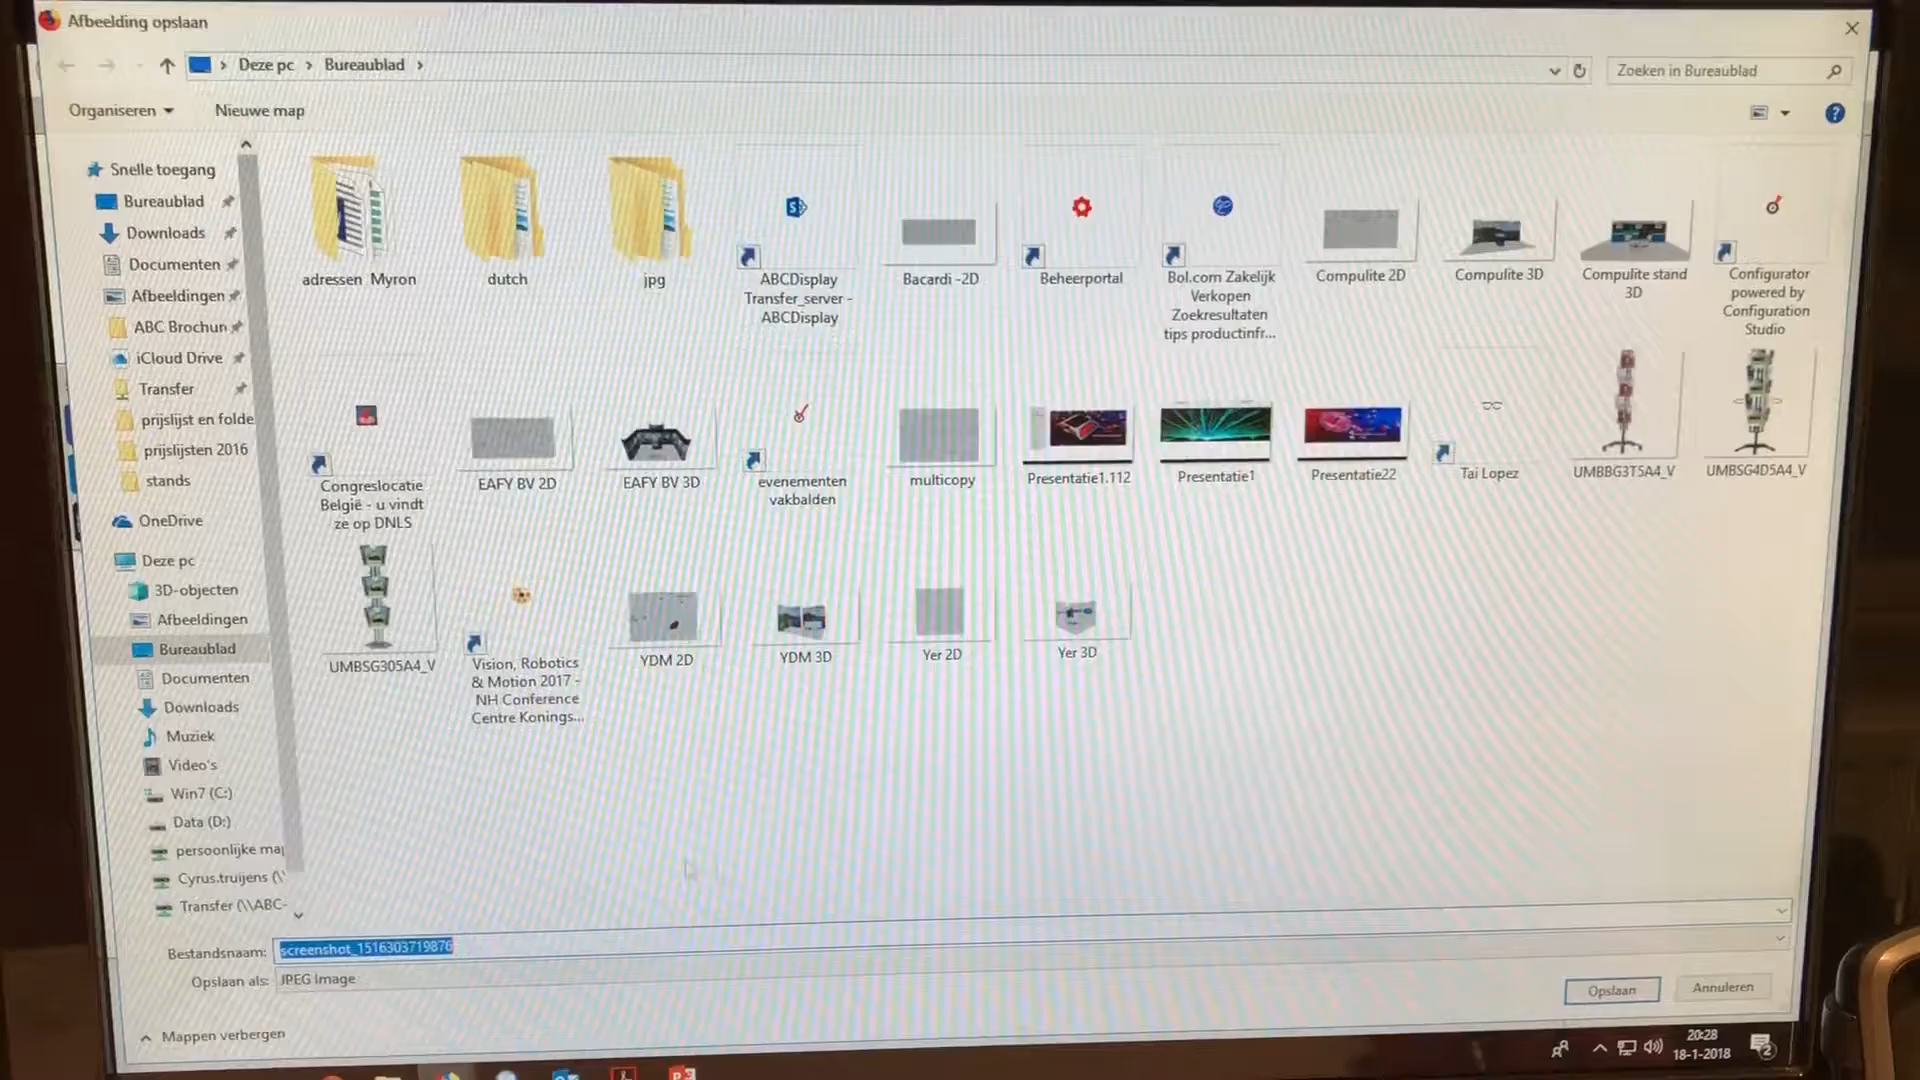 Afbeelding opslaan
Deze pc
Bureaublad
Zoeken in Bureaublad
Organiseren
Nieuwe map
Snelle toegang
Bureaublad
Downloads
Documenten
Afbeeldingen
ABC Brochun
iCloud Drive
Transfer
prijslijst en folde
prijslijsten 2016
stands
OneDrive
Deze pc
3D-objecten
Afbeeldingen
Bureaublad
Documenten
Downloads
Muziek
Video's
Win7 (C:)
Data (D:)
persoonlijke map
Cyrus.truijens (\'
Transfer (\\ABC-
adressen Myron
dutch
jpg
ABCDisplay
Transfer_server -
ABCDisplay
Bacardi -2D
Beheerportal
Bol.com Zakelijk
Verkopen
Zoekresultaten
tips productinfr...
Compulite 2D
Compulite 3D
Compulite stand
3D
Configurator
powered by
Configuration
Studio
Congreslocatie
België - u vindt
ze op DNLS
EAFY BV 2D
EAFY BV 3D
evenementen
vakbalden
multicopy
Presentatie1.112
Presentatie1
Presentatie22
Tai Lopez
UMBBG3T5A4_V
UMBSG4D5A4_V
UMBSG305A4_V
Vision, Robotics
& Motion 2017 -
NH Conference
Centre Konings...
YDM 2D
YDM 3D
Yer 2D
Yer 3D
Bestandsnaam: screenshot_1516303719876
Opslaan als: JPEG Image
Opslaan
Annuleren
Mappen verbergen
20:28
18-1-2018
2